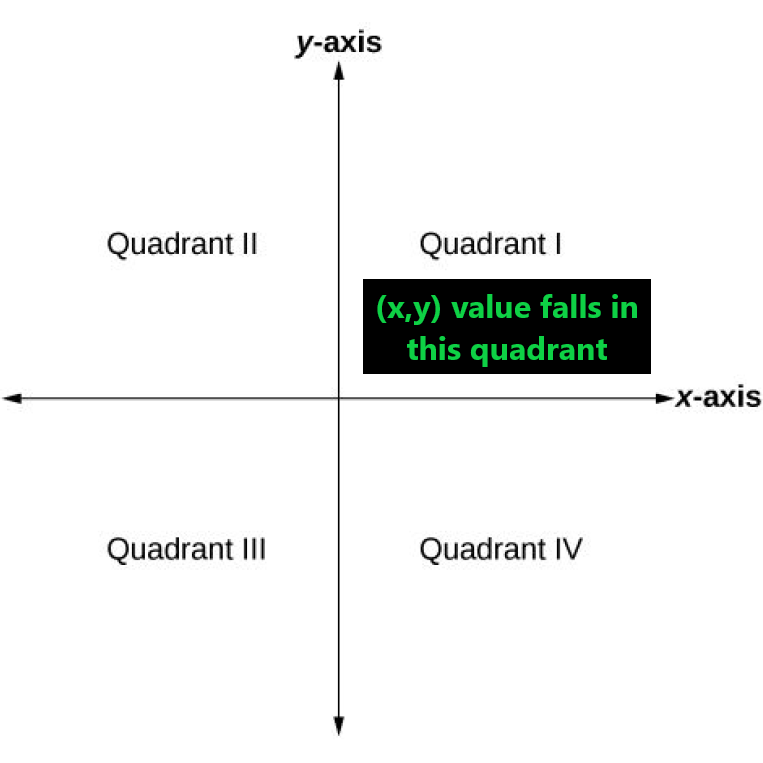 y-axis
Quadrant II
Quadrant I
(x,y) value falls in
this quadrant
x-axis
Quadrant III
Quadrant IV